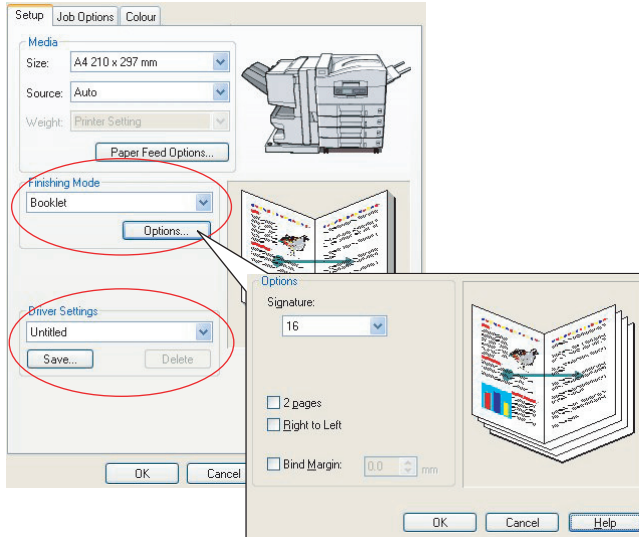 Setup Job Options Colour
Media
Size: A4 210 x 297 mm
Source: Auto
Weight: Printer Setting
Paper Feed Options...
Finishing Mode
Booklet
Options...
Driver Settings
Untitled
Save... Delete
OK Cancel
Options
Signature:
16
2 pages
Right to Left
Bind Margin: 0.0 mm
OK Cancel Help